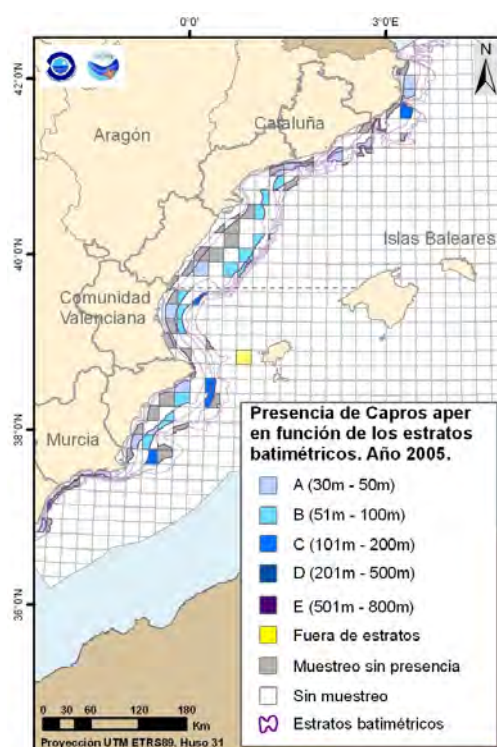 0°0' 3°0'E
N
42°0'N
Cataluña
Aragón
Islas Baleares
40°0'N
Comunidad
Valenciana
38°0'N
Murcia
36°0'N
Presencia de Capros aper
en función de los estratos
batimétricos. Año 2005.
A (30m - 50m)
B (51m - 100m)
C (101m - 200m)
D (201m - 500m)
E (501m - 800m)
Fuera de estratos
Muestreo sin presencia
Sin muestreo
Estratos batimétricos
0 30 60 120 180
Km
Proyección UTM ETRS89. Huso 31